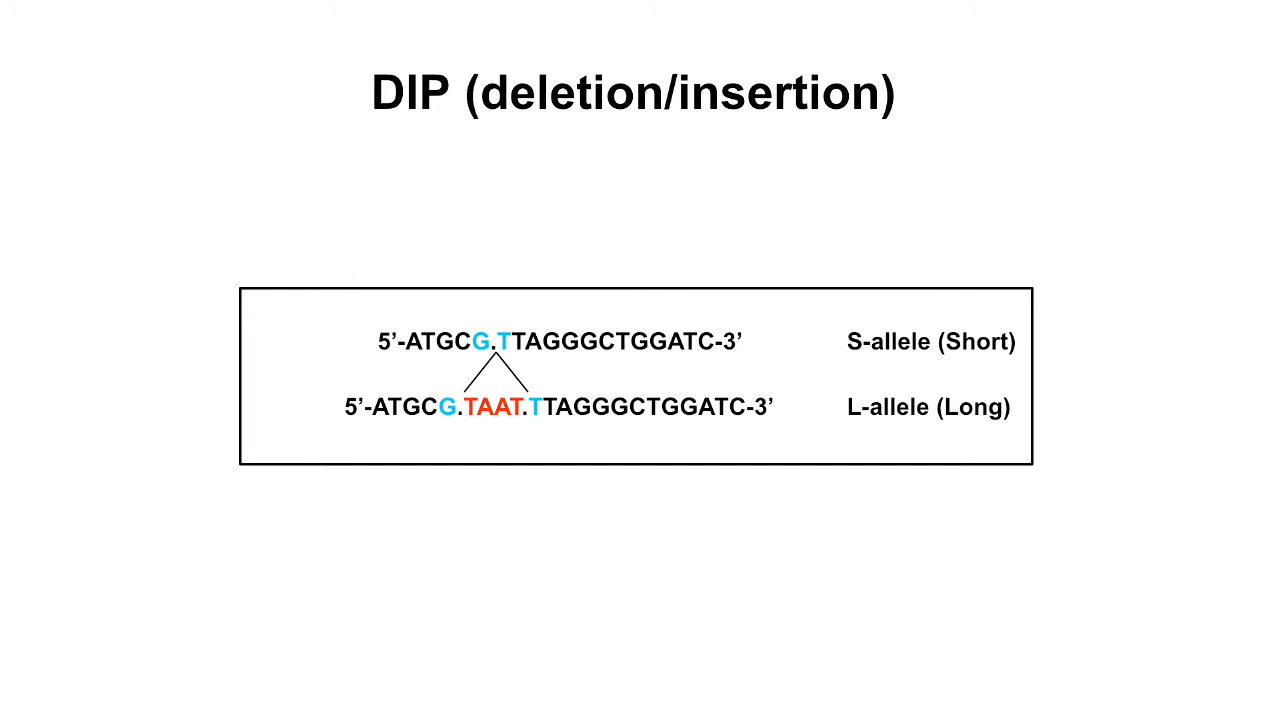 DIP (deletion/insertion)
5’-ATGCG.TTAGGGCTGGATC-3’ S-allele (Short)
5’-ATGCG.TAAT.TTAGGGCTGGATC-3’ L-allele (Long)